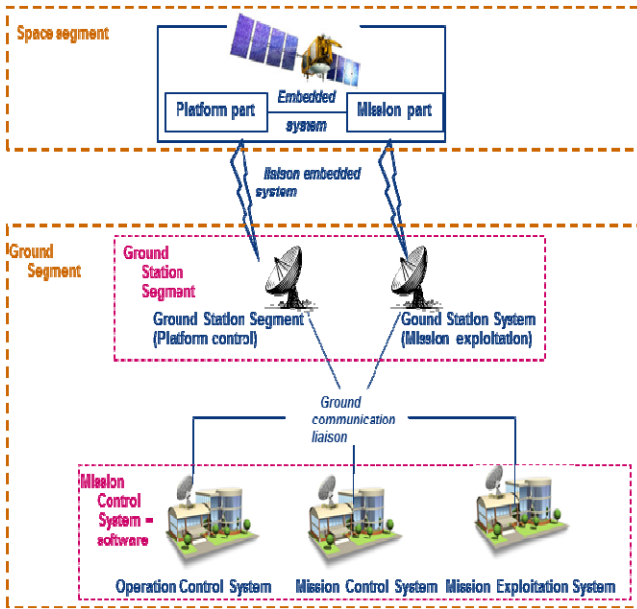 Space segment
Platform part
Embedded
system
Mission part
liaison embedded
system
Ground
Segment
Ground
Station
Segment
Ground Station Segment
(Platform control)
Gound Station System
(Mission exploitation)
Ground
communication
liaison
Mission
Control
System –
software
Operation Control System
Mission Control System
Mission Exploitation System